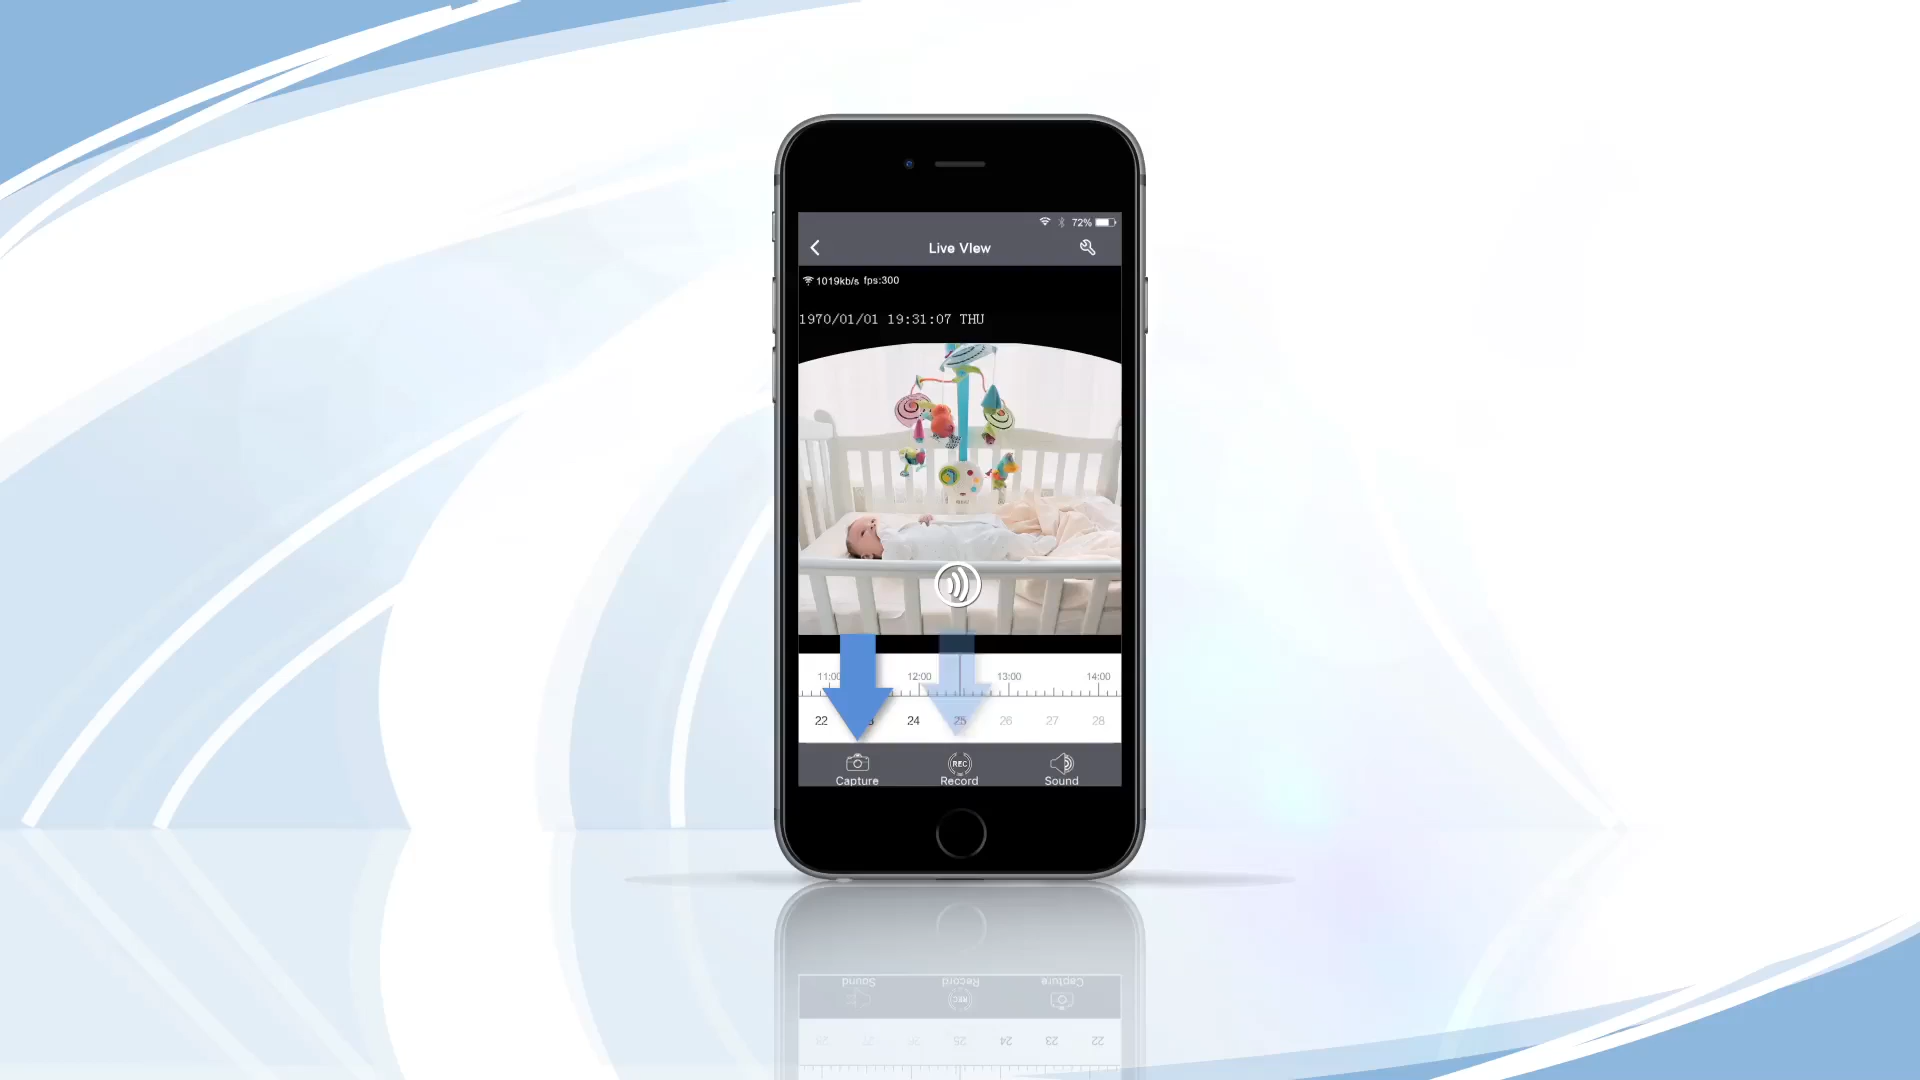 72%
Live VIew
1019kb/s fps:300
1970/01/01 19:31:07 THU
11:00 12:00 13:00 14:00
22 24 25 26 27 28
REC
Capture Record Sound